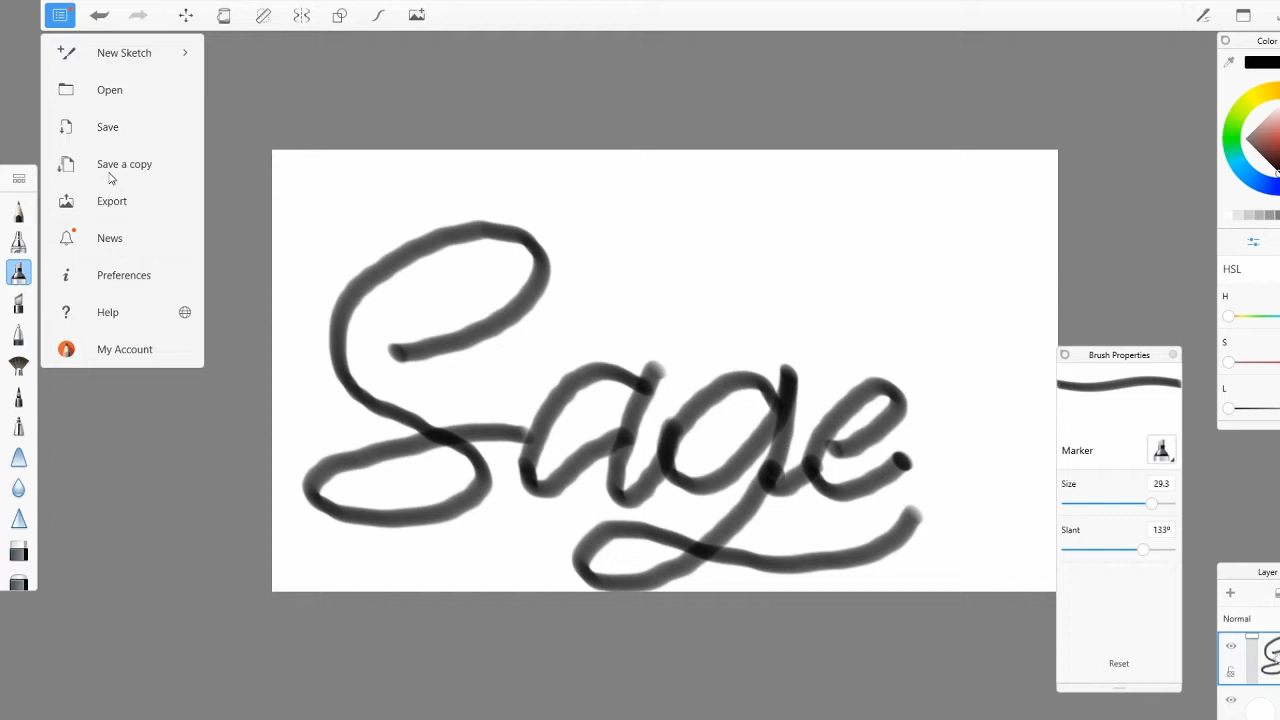 Color
New Sketch
Open
Save
Save a copy
Export
News
Preferences
? Help
My Account
Sage
HSL
H
S
L
Brush Properties
Marker
Size 29.3
Slant 133º
Reset
Layer
Normal